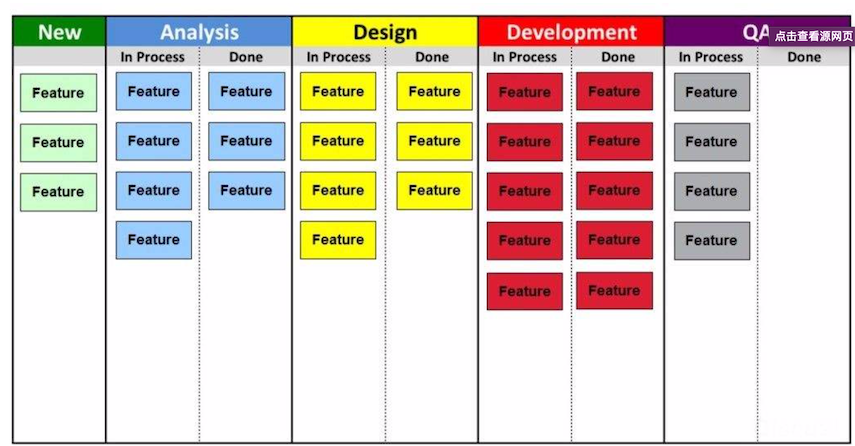 New Analysis Design Development QA 点击查看源网页
In Process Done In Process Done In Process Done In Process Done
Feature Feature Feature Feature Feature Feature Feature Feature
Feature Feature Feature Feature Feature Feature Feature Feature
Feature Feature Feature Feature Feature Feature Feature Feature
Feature Feature Feature Feature Feature
Feature Feature